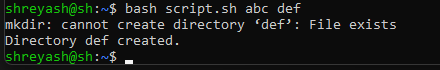 shreyash@sh:~$ bash script.sh abc def
mkdir: cannot create directory ‘def’: File exists
Directory def created.
shreyash@sh:~$